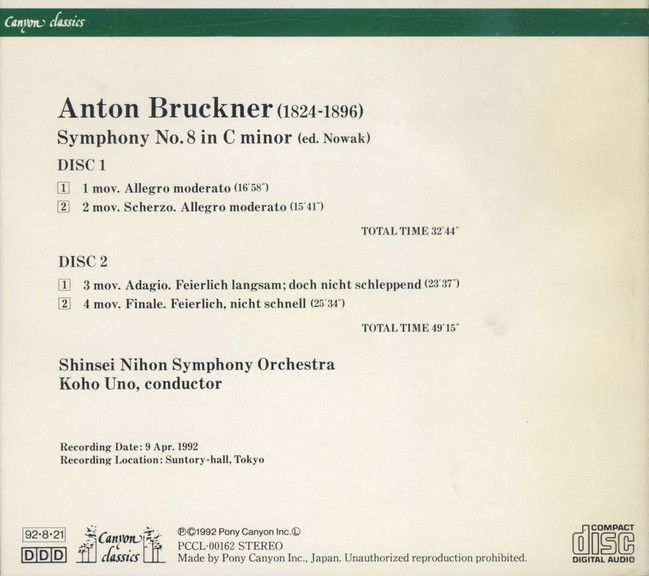 Canyon classics
Anton Bruckner (1824-1896)
Symphony No. 8 in C minor (ed. Nowak)
DISC 1
1 1 mov. Allegro moderato (16′58″)
2 2 mov. Scherzo. Allegro moderato (15′41″)
TOTAL TIME 32′44″
DISC 2
1 3 mov. Adagio. Feierlich langsam; doch nicht schleppend (23′37″)
2 4 mov. Finale. Feierlich, nicht schnell (25′34″)
TOTAL TIME 49′15″
Shinsei Nihon Symphony Orchestra
Koho Uno, conductor
Recording Date: 9 Apr. 1992
Recording Location: Suntory-hall, Tokyo
92·8·21
DDD
Canyon classics
Ⓟ©1992 Pony Canyon Inc.Ⓛ
PCCL-00162 STEREO
Made by Pony Canyon Inc., Japan. Unauthorized reproduction prohibited.
COMPACT
disc
DIGITAL AUDIO